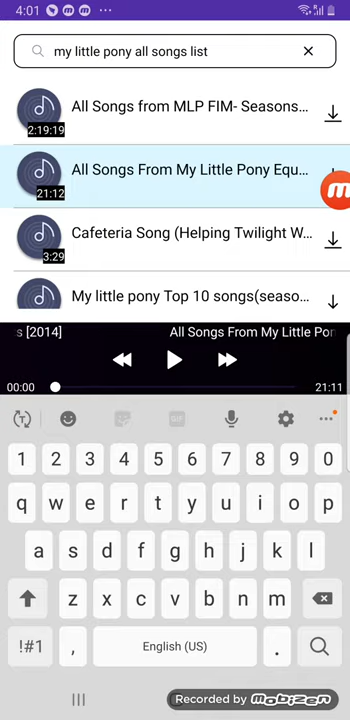 4:01
my little pony all songs list
All Songs from MLP FIM- Seasons...
2:19:19
All Songs From My Little Pony Equ...
21:12
Cafeteria Song (Helping Twilight W...
3:29
My little pony Top 10 songs(seaso...
s [2014] All Songs From My Little Pon
00:00 21:11
GIF
1 2 3 4 5 6 7 8 9 0
q w e r t y u i o p
a s d f g h j k l
z x c v b n m
!#1 , English (US) .
Recorded by mobizen